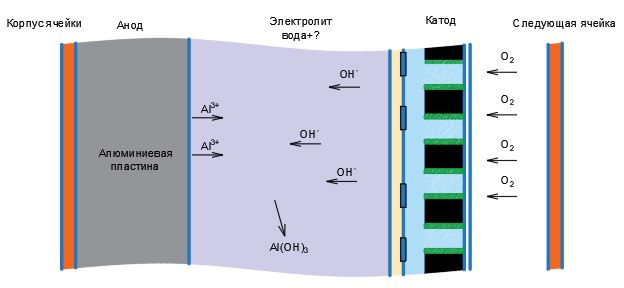 Корпус ячейки
Анод
Электролит
вода+?
Катод
Следующая ячейка
Al³⁺
Al³⁺
Алюминиевая
пластина
OH⁻
OH⁻
OH⁻
Al(OH)₃
O₂
O₂
O₂
O₂